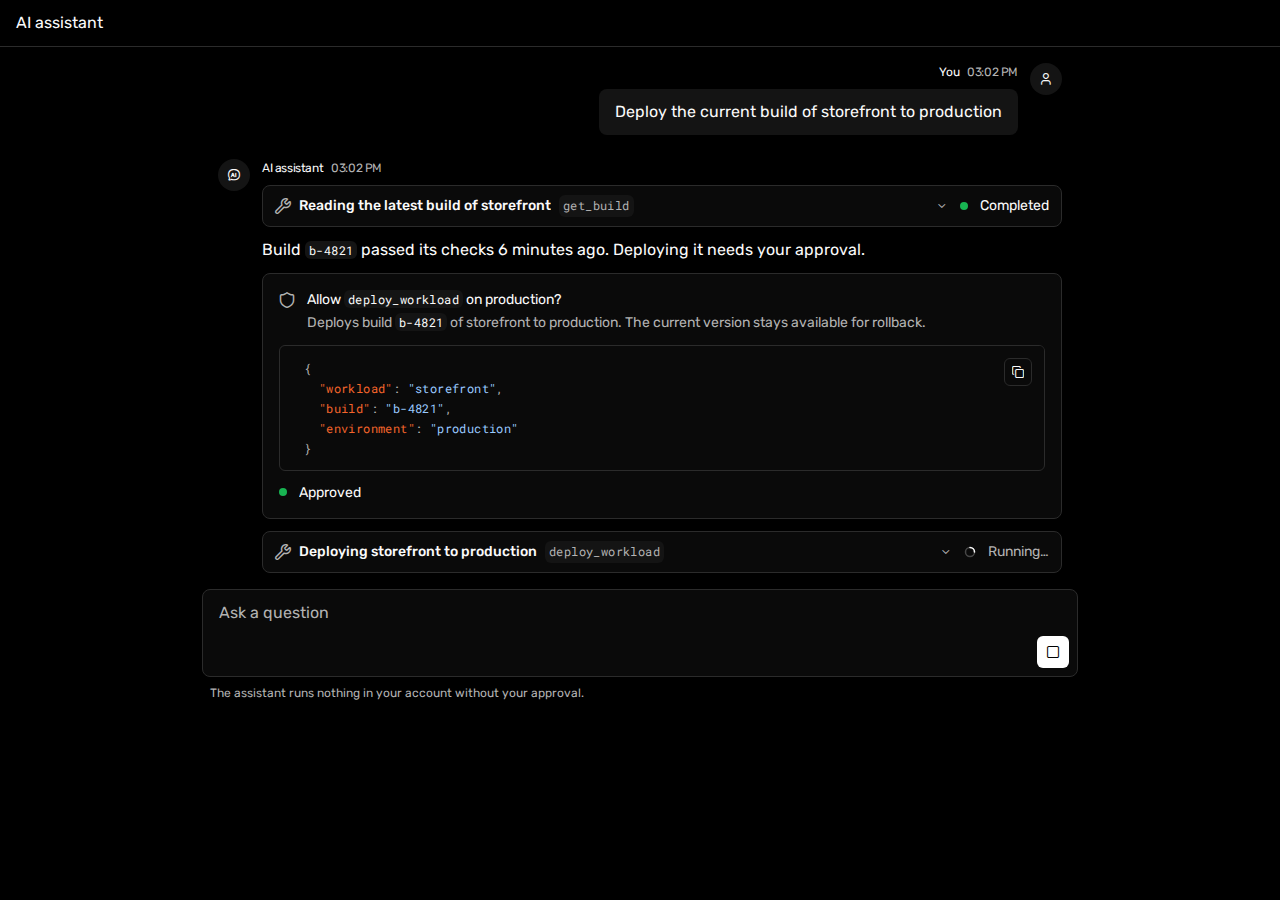 AI assistant
You 03:02 PM
Deploy the current build of storefront to production
AI
AI assistant 03:02 PM
Reading the latest build of storefront get_build Completed
Build b-4821 passed its checks 6 minutes ago. Deploying it needs your approval.
Allow deploy_workload on production?
Deploys build b-4821 of storefront to production. The current version stays available for rollback.
{
"workload": "storefront",
"build": "b-4821",
"environment": "production"
}
Approved
Deploying storefront to production deploy_workload Running…
Ask a question
The assistant runs nothing in your account without your approval.